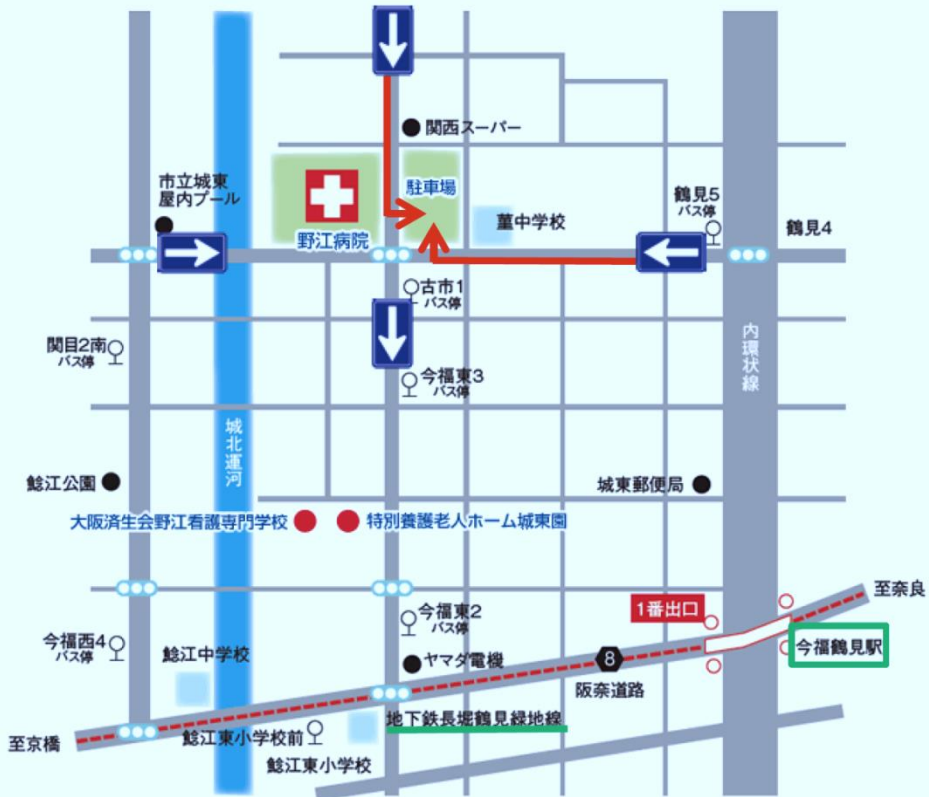 関西スーパー
市立城東
屋内プール
駐車場
野江病院
菫中学校
鶴見5
バス停
鶴見4
古市1
バス停
関目2南
バス停
今福東3
バス停
内環状線
城北運河
鯰江公園
城東郵便局
大阪済生会野江看護専門学校
特別養護老人ホーム城東園
至奈良
1番出口
今福東2
バス停
今福西4
バス停
鯰江中学校
ヤマダ電機
8
今福鶴見駅
阪奈道路
地下鉄長堀鶴見緑地線
至京橋
鯰江東小学校前
鯰江東小学校